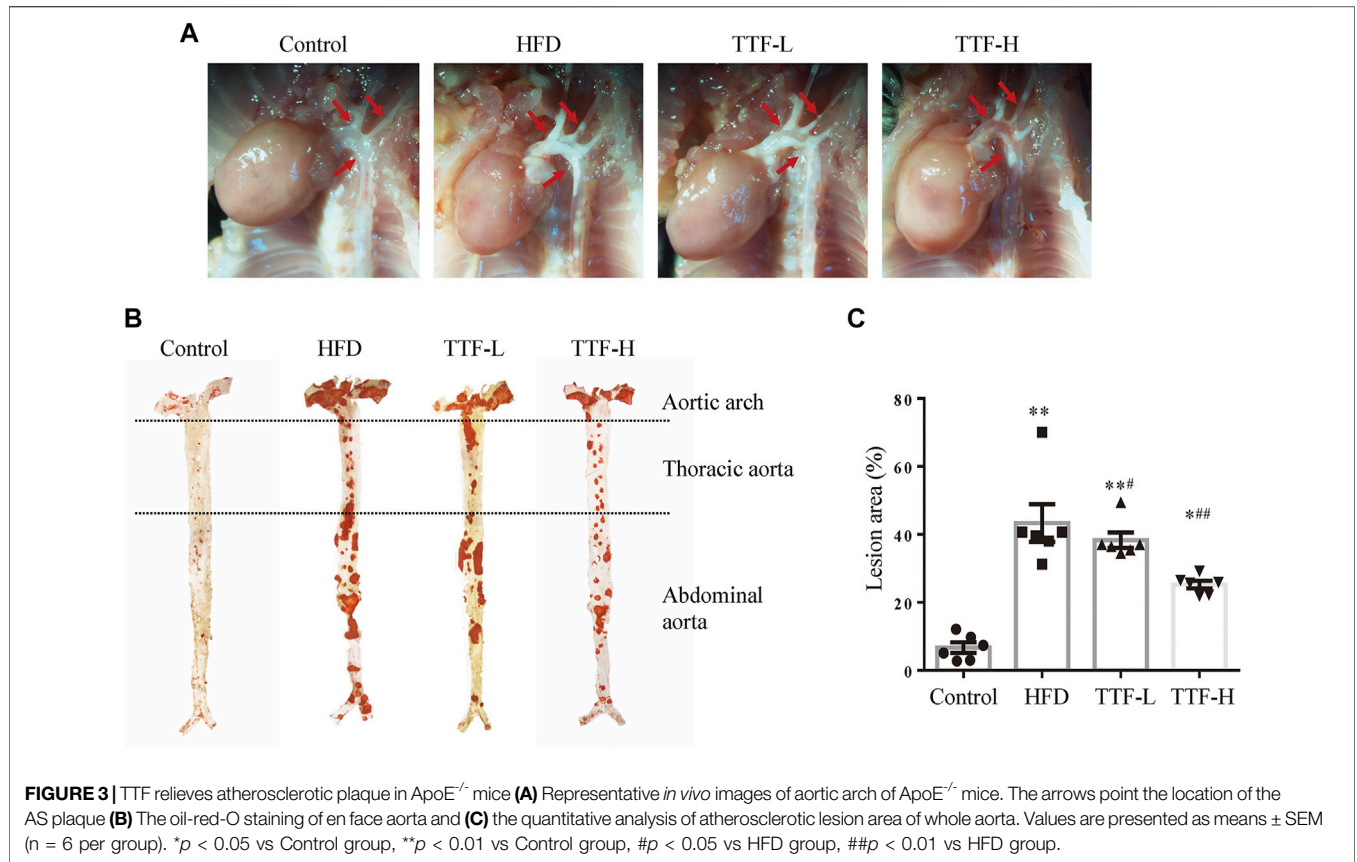 A
Control HFD TTF-L TTF-H
B
Control HFD TTF-L TTF-H
Aortic arch
Thoracic aorta
Abdominal
aorta
C
Lesion area (%)
80
60
40
20
0
**
**#
*##
Control HFD TTF-L TTF-H
FIGURE 3 | TTF relieves atherosclerotic plaque in ApoE-/- mice (A) Representative in vivo images of aortic arch of ApoE-/- mice. The arrows point the location of the
AS plaque (B) The oil-red-O staining of en face aorta and (C) the quantitative analysis of atherosclerotic lesion area of whole aorta. Values are presented as means ± SEM
(n = 6 per group). *p < 0.05 vs Control group, **p < 0.01 vs Control group, #p < 0.05 vs HFD group, ##p < 0.01 vs HFD group.